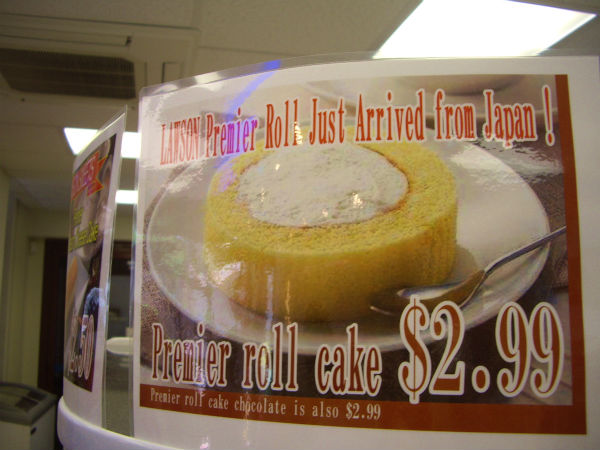 LAWSON Premier Roll Just Arrived from Japan !
Premier roll cake $2.99
Premier roll cake chocolate is also $2.99